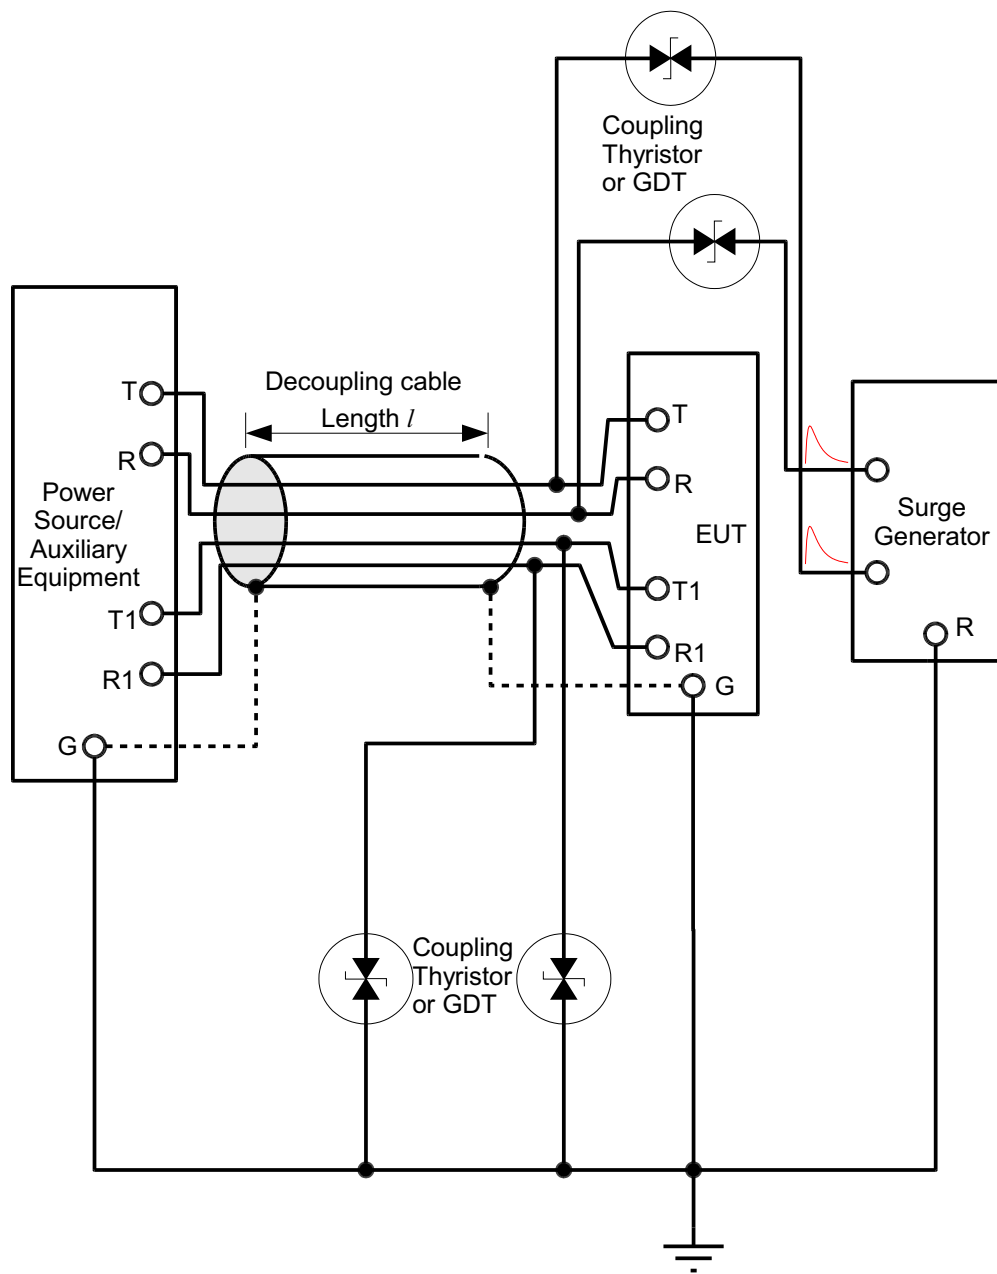 Coupling
Thyristor
or GDT
Decoupling cable
Length l
T
R
Power
Source/
Auxiliary
Equipment
T1
R1
G
T
R
EUT
T1
R1
G
Surge
Generator
R
Coupling
Thyristor
or GDT